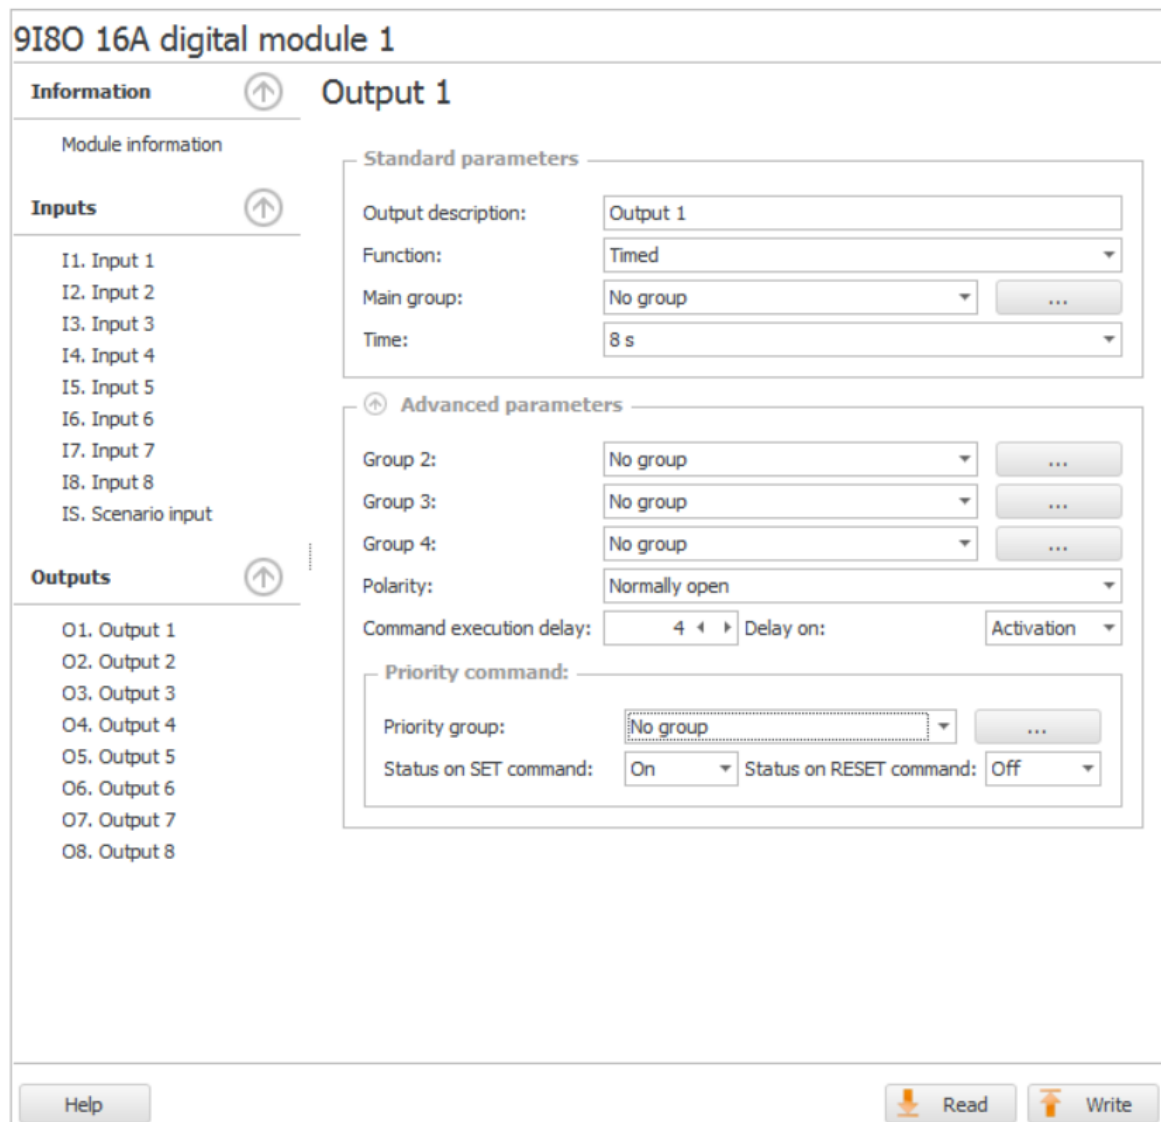 9I8O 16A digital module 1
Information
Module information
Inputs
I1. Input 1
I2. Input 2
I3. Input 3
I4. Input 4
I5. Input 5
I6. Input 6
I7. Input 7
I8. Input 8
IS. Scenario input
Outputs
O1. Output 1
O2. Output 2
O3. Output 3
O4. Output 4
O5. Output 5
O6. Output 6
O7. Output 7
O8. Output 8
Output 1
Standard parameters
Output description: Output 1
Function: Timed
Main group: No group ...
Time: 8 s
Advanced parameters
Group 2: No group ...
Group 3: No group ...
Group 4: No group ...
Polarity: Normally open
Command execution delay: 4 Delay on: Activation
Priority command:
Priority group: No group ...
Status on SET command: On Status on RESET command: Off
Help Read Write